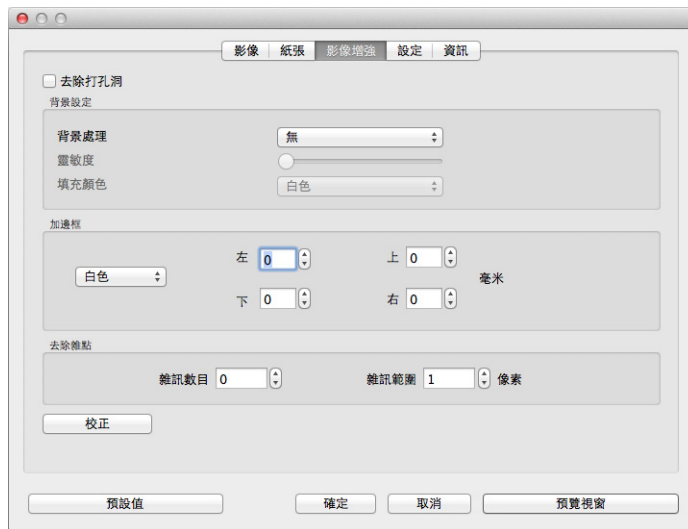 影像 紙張 影像增強 設定 資訊
去除打孔洞
背景設定
背景處理 無
靈敏度
填充顏色 白色
加邊框
左 0 上 0
白色 毫米
下 0 右 0
去除雜點
雜訊數目 0 雜訊範圍 1 像素
校正
預設值 確定 取消 預覽視窗